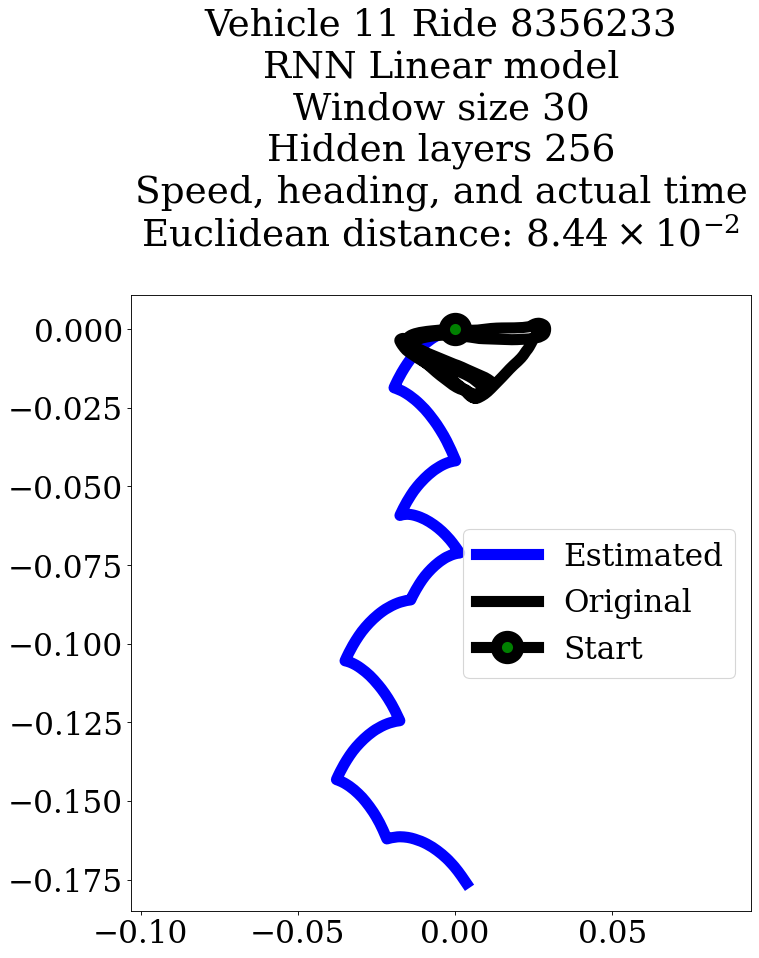 Vehicle 11 Ride 8356233
RNN Linear model
Window size 30
Hidden layers 256
Speed, heading, and actual time
Euclidean distance: 8.44 × 10⁻²
0.000
−0.025
−0.050
−0.075
−0.100
−0.125
−0.150
−0.175
Estimated
Original
Start
−0.10
−0.05
0.00
0.05